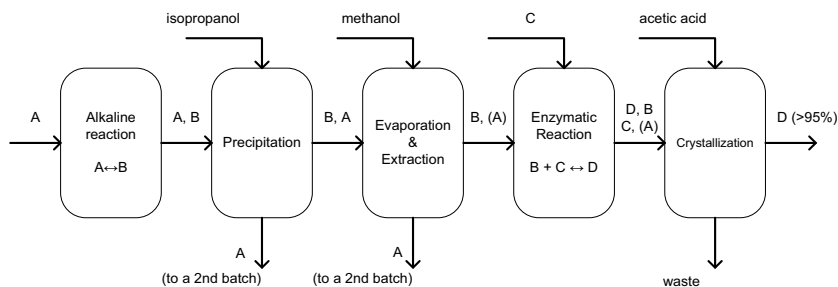 isopropanol
methanol
C
acetic acid
A
Alkaline
reaction
A↔B
A, B
Precipitation
B, A
Evaporation
&
Extraction
B, (A)
Enzymatic
Reaction
B + C ↔ D
D, B
C, (A)
Crystallization
D (>95%)
A
(to a 2nd batch)
A
(to a 2nd batch)
waste